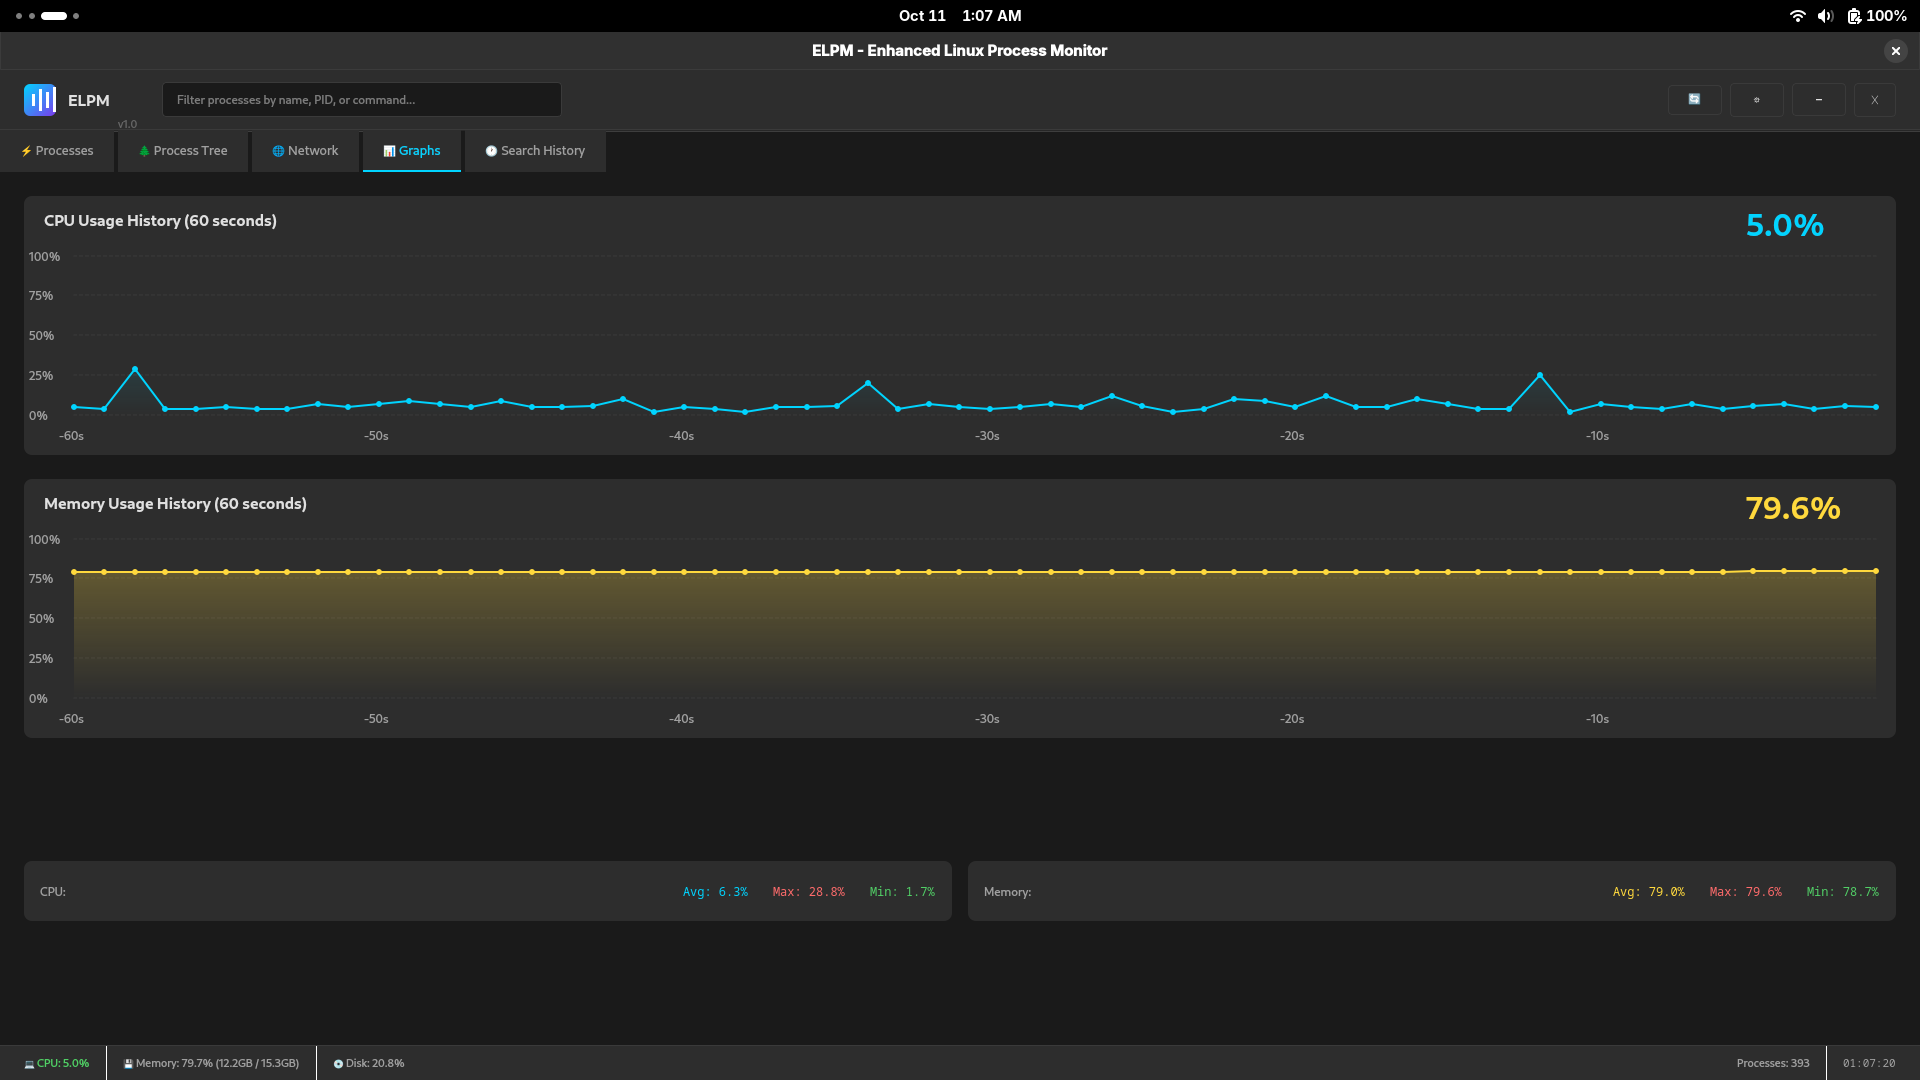 Oct 11 1:07 AM 100%
ELPM - Enhanced Linux Process Monitor
ELPM v1.0 Filter processes by name, PID, or command... – X
Processes Process Tree Network Graphs Search History
CPU Usage History (60 seconds) 5.0%
100%
75%
50%
25%
0%
-60s -50s -40s -30s -20s -10s
Memory Usage History (60 seconds) 79.6%
100%
75%
50%
25%
0%
-60s -50s -40s -30s -20s -10s
CPU: Avg: 6.3% Max: 28.8% Min: 1.7% Memory: Avg: 79.0% Max: 79.6% Min: 78.7%
CPU: 5.0% Memory: 79.7% (12.2GB / 15.3GB) Disk: 20.8% Processes: 393 01:07:20